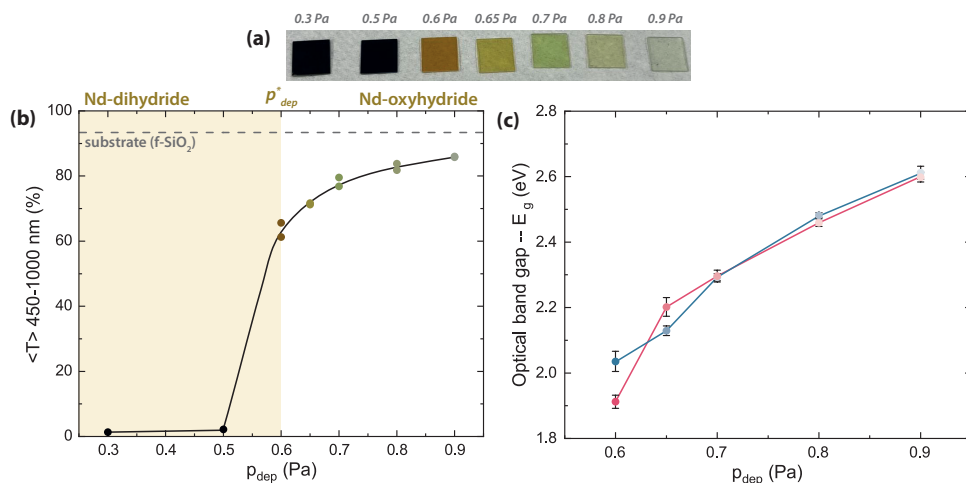 0.3 Pa 0.5 Pa 0.6 Pa 0.65 Pa 0.7 Pa 0.8 Pa 0.9 Pa
(a)
Nd-dihydride p*dep Nd-oxyhydride
(b)
100
80
60
40
20
0
substrate (f-SiO₂)
<T> 450-1000 nm (%)
0.3 0.4 0.5 0.6 0.7 0.8 0.9
pdep (Pa)
(c)
2.6
2.4
2.2
2.0
1.8
Optical band gap -- Eg (eV)
0.6 0.7 0.8 0.9
pdep (Pa)